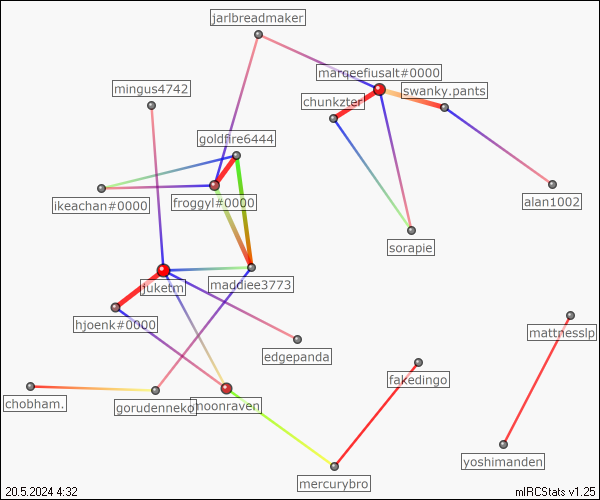 jarlbreadmaker
marqeefiusalt#0000
mingus4742
swanky.pants
chunkzter
goldfire6444
ikeachan#0000
froggyl#0000
alan1002
sorapie
juketm
maddiee3773
hjoenk#0000
mattnesslp
edgepanda
fakedingo
chobham.
gorudenneko
moonraven
yoshimanden
mercurybro
20.5.2024 4:32
mIRCStats v1.25